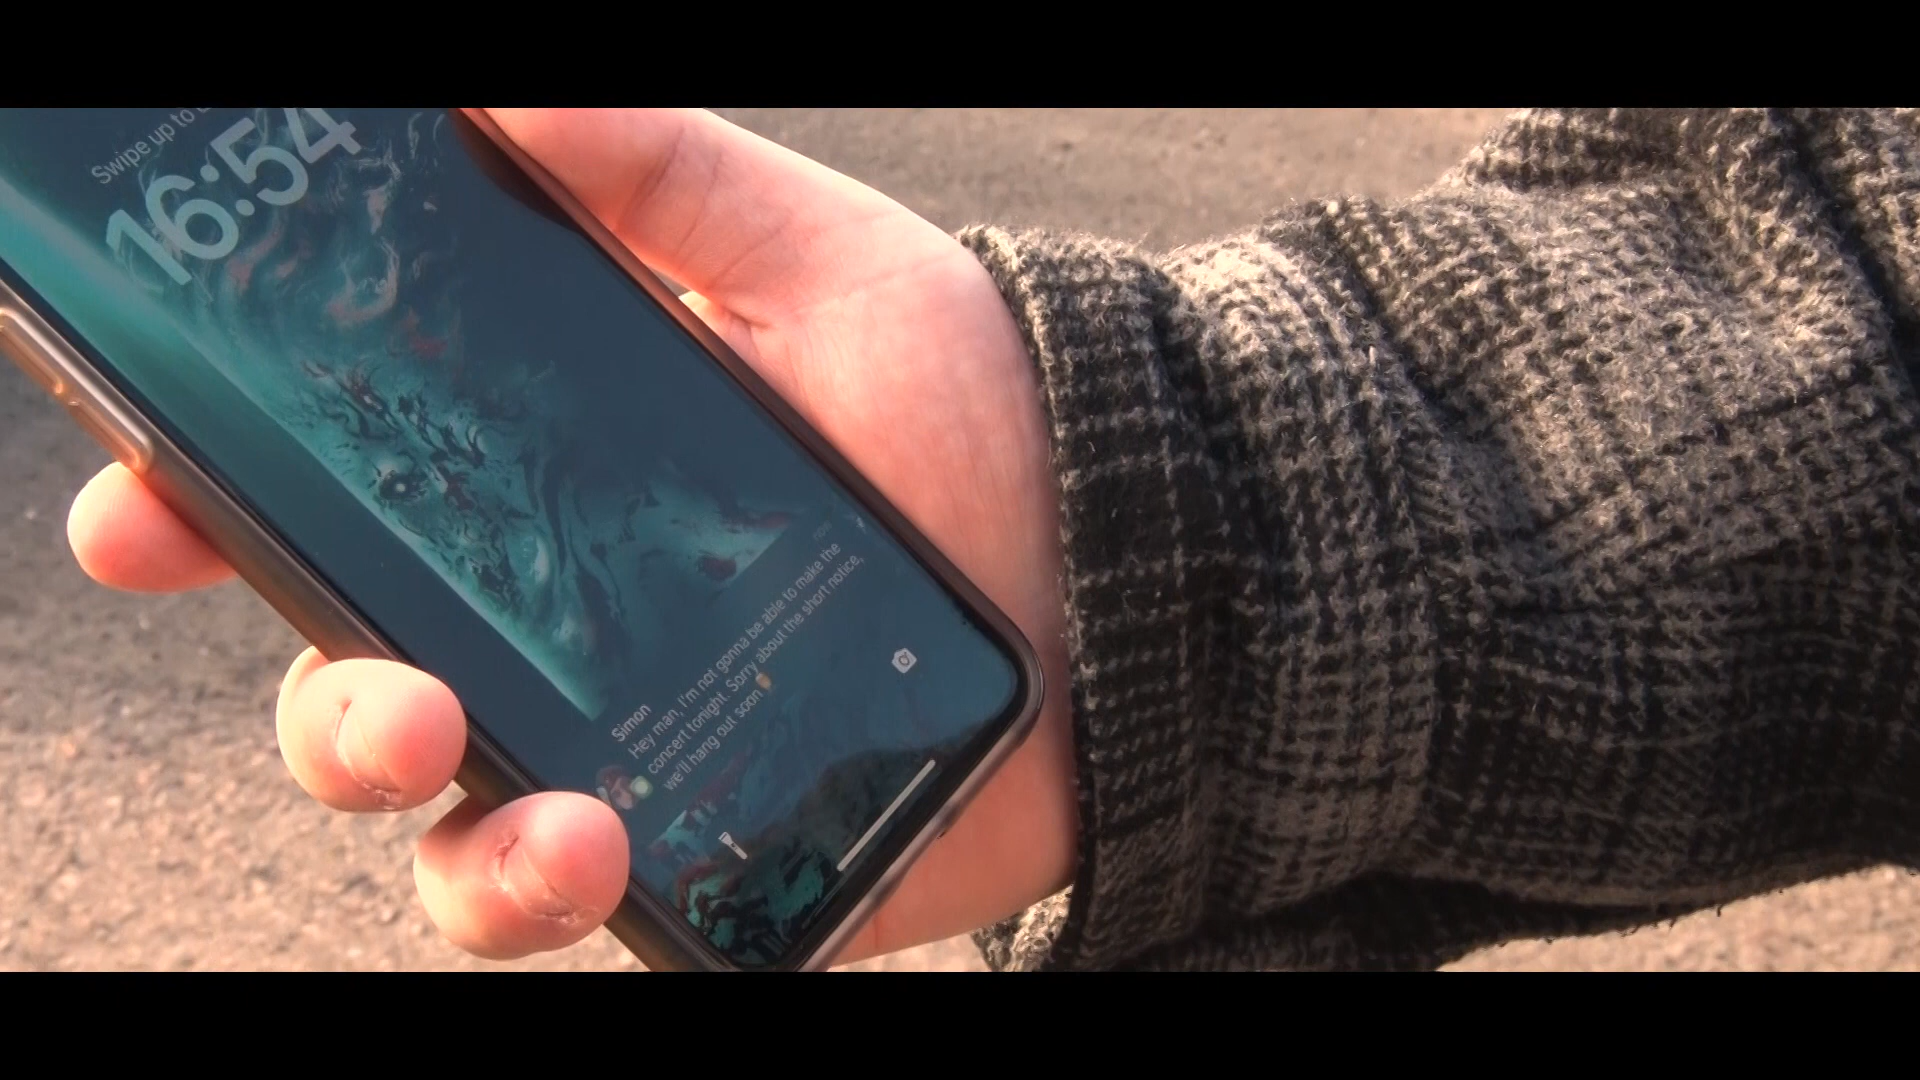 Swipe up to
16:54
now
Simon
Hey man, I'm not gonna be able to make the
concert tonight. Sorry about the short notice,
we'll hang out soon